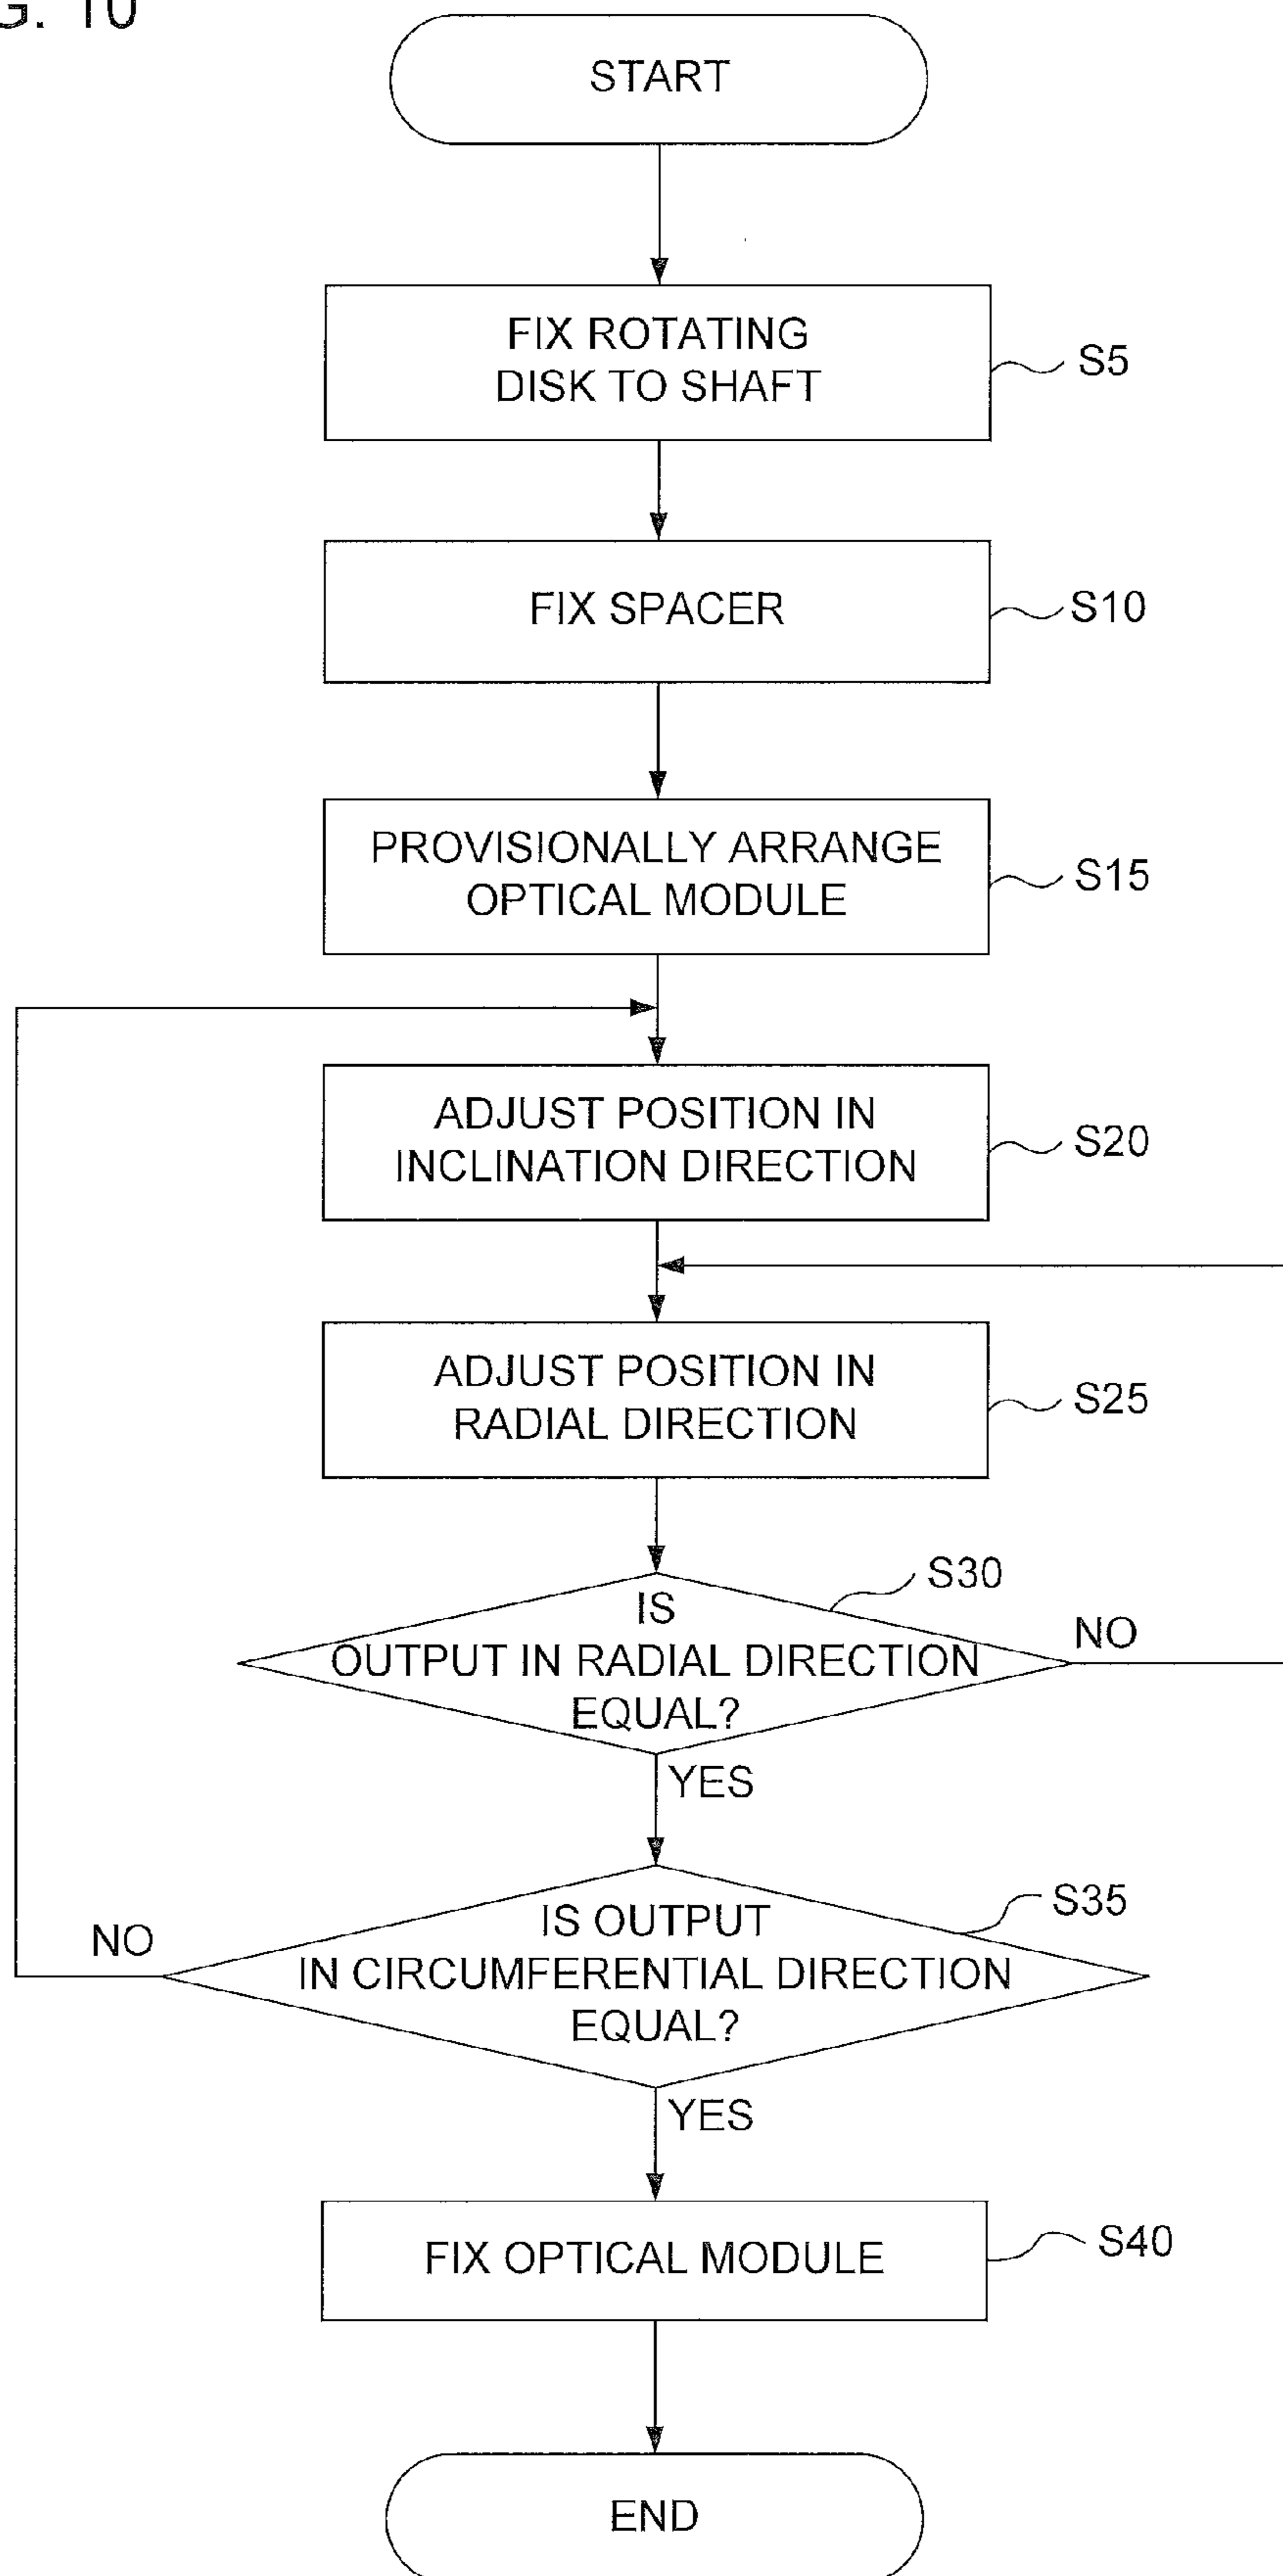 G. 10
START
FIX ROTATING
DISK TO SHAFT
S5
FIX SPACER
S10
PROVISIONALLY ARRANGE
OPTICAL MODULE
S15
ADJUST POSITION IN
INCLINATION DIRECTION
S20
ADJUST POSITION IN
RADIAL DIRECTION
S25
S30
IS
OUTPUT IN RADIAL DIRECTION
EQUAL?
NO
YES
S35
IS OUTPUT
IN CIRCUMFERENTIAL DIRECTION
EQUAL?
NO
YES
FIX OPTICAL MODULE
S40
END